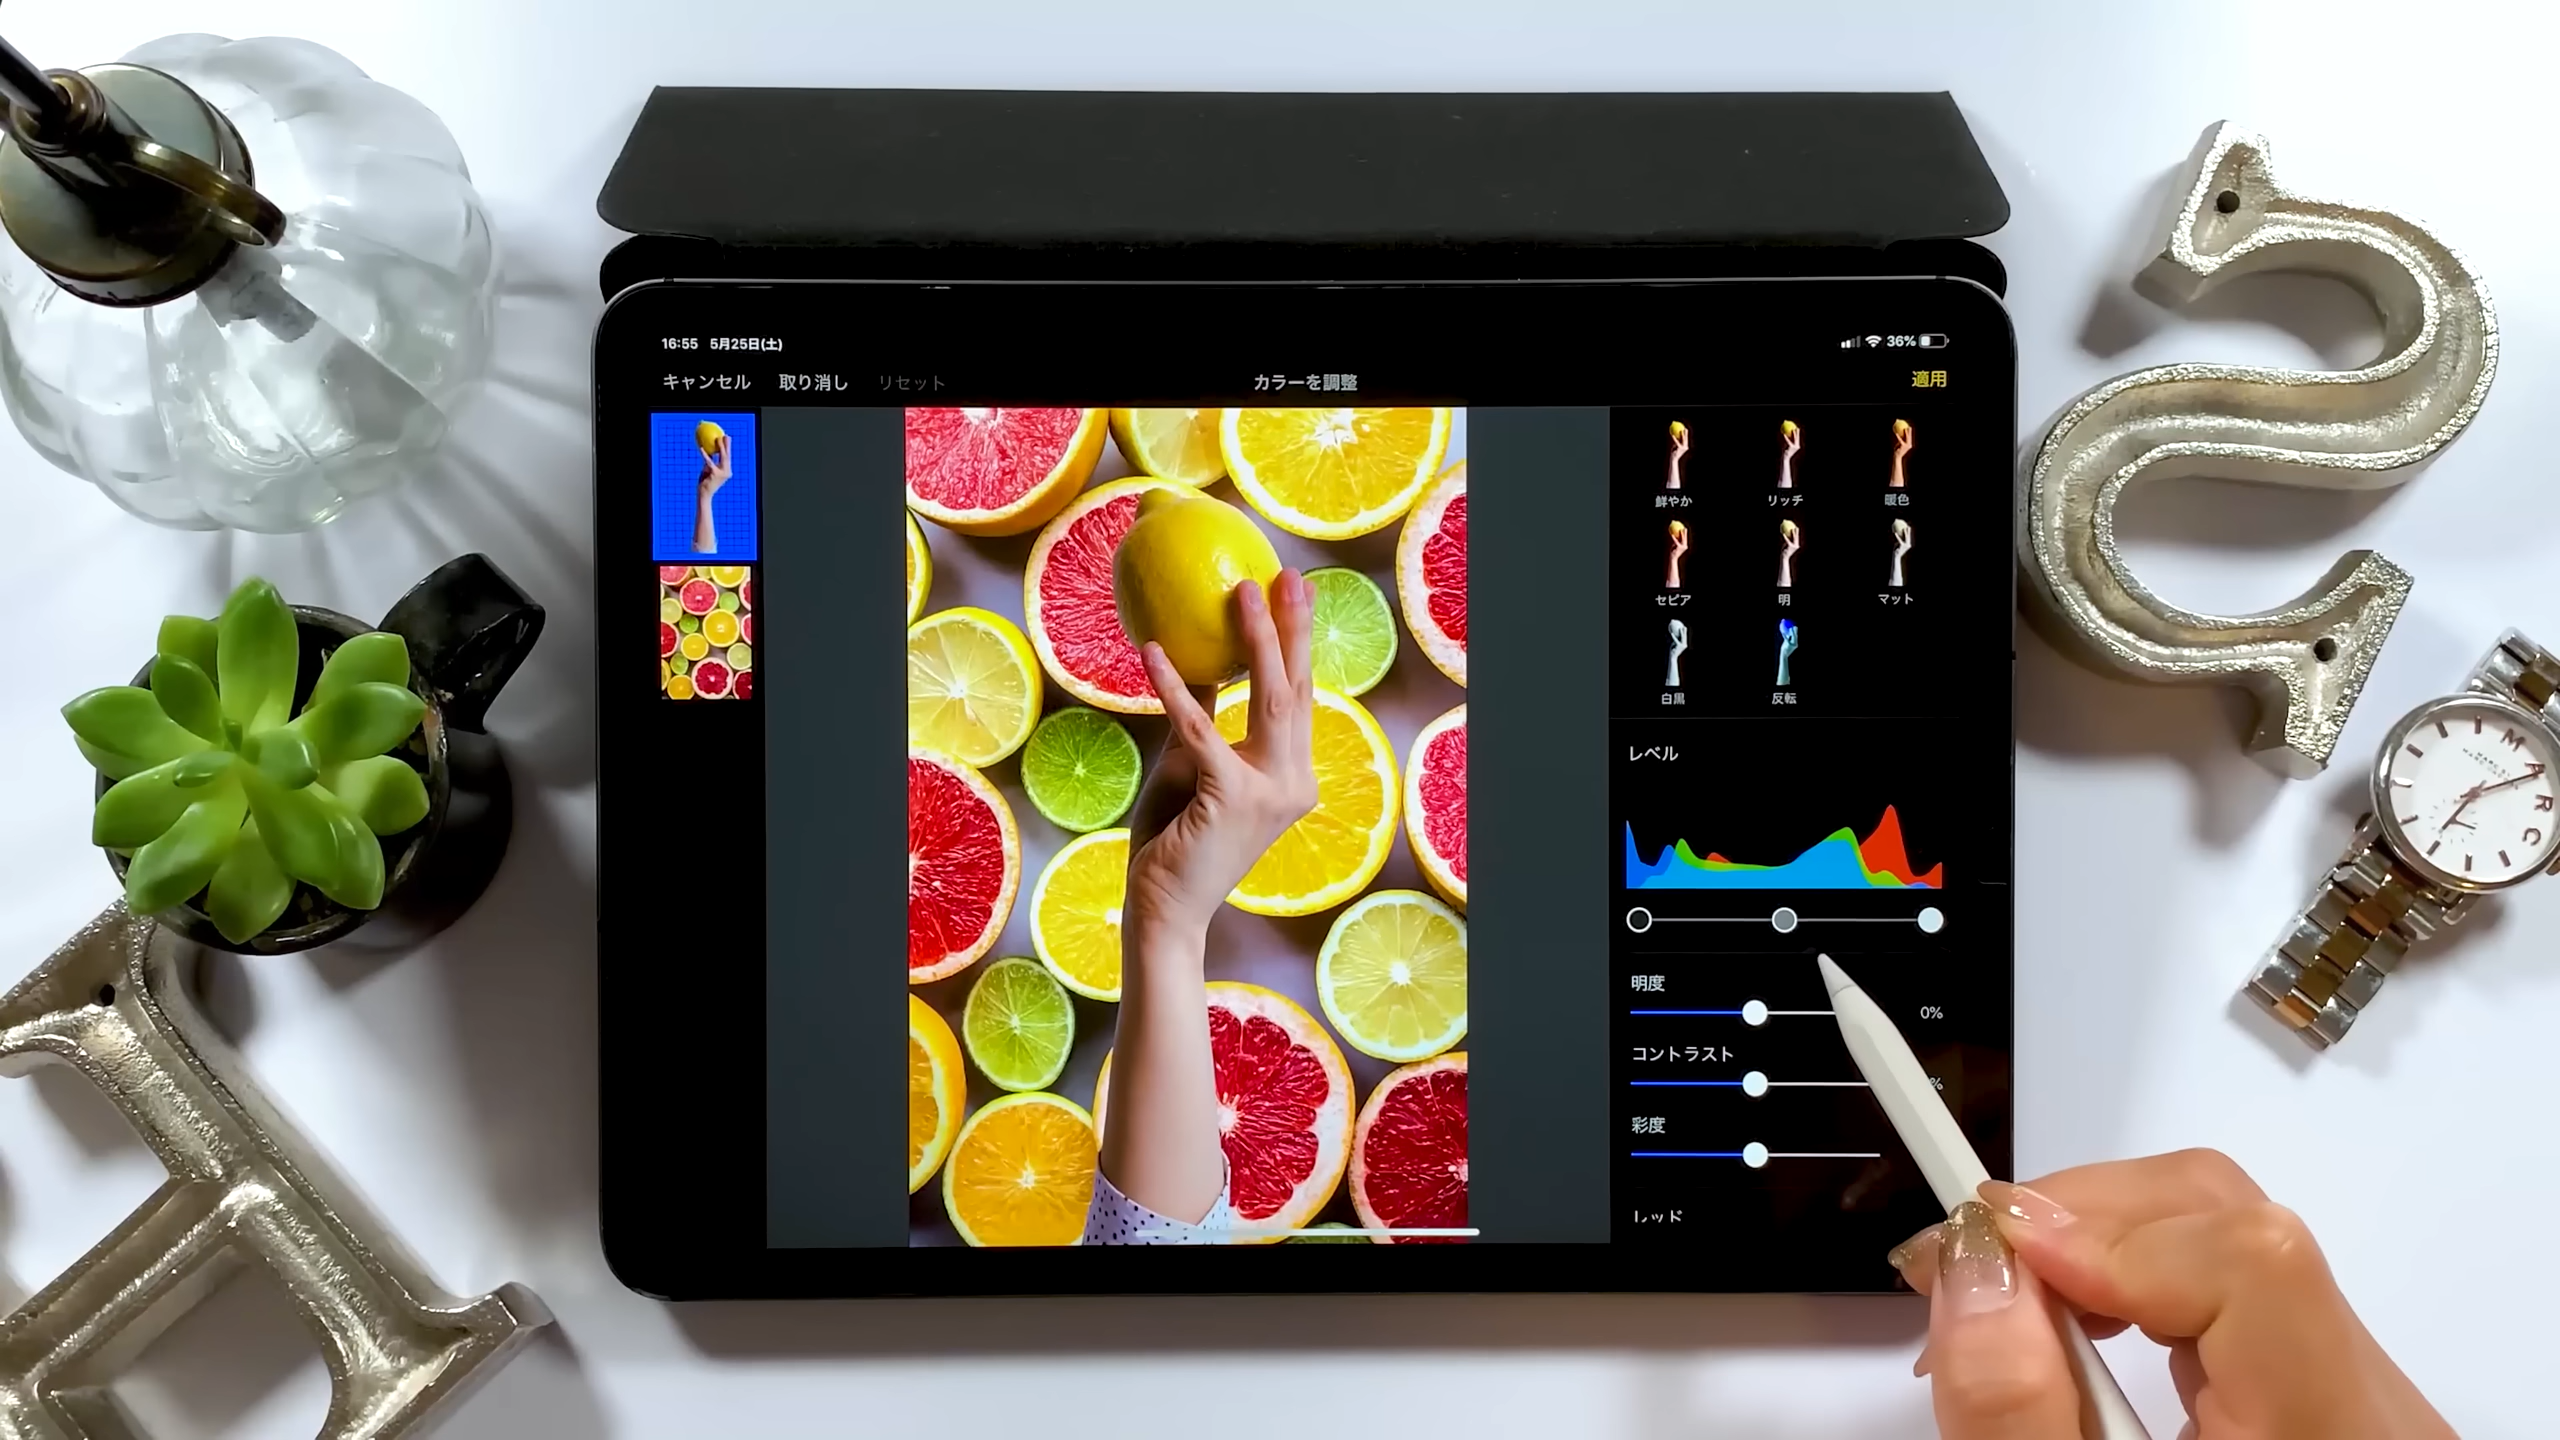 16:55 5月25日(土)
36%
キャンセル 取り消し リセット
カラーを調整
適用
鮮やか リッチ 暖色
セピア 明 マット
白黒 反転
レベル
明度
0%
コントラスト
%
彩度
レッド
MARC